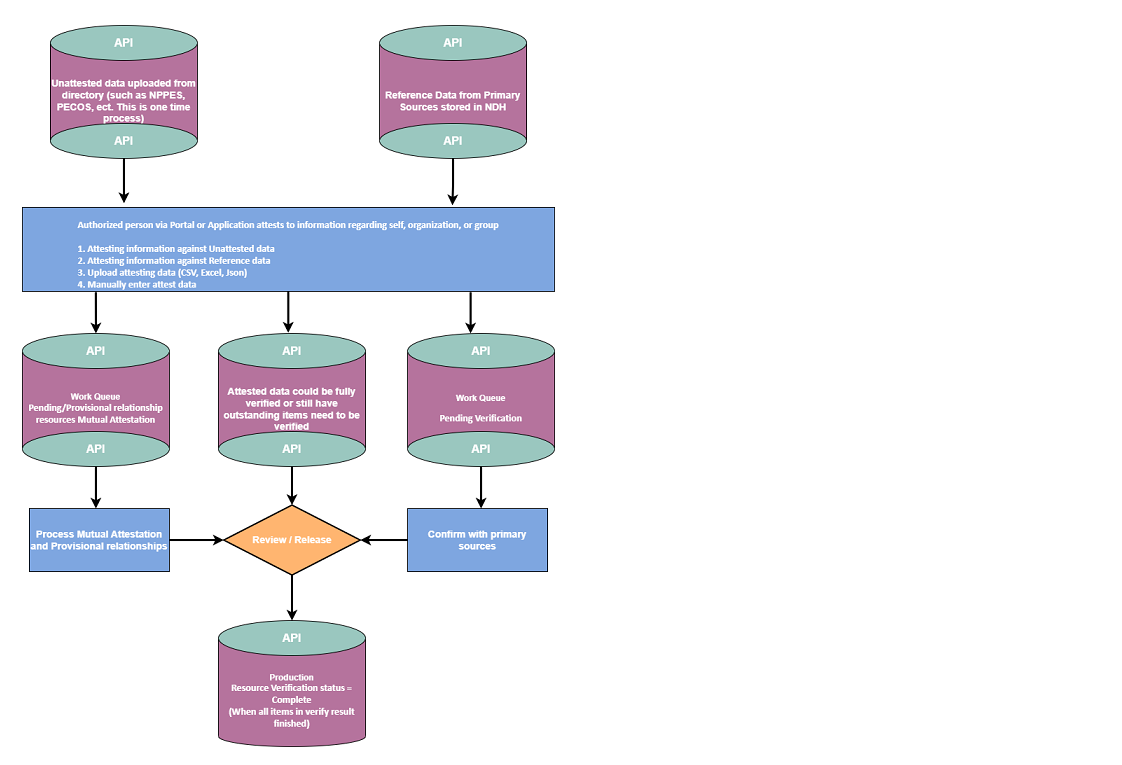 API
Unattested data uploaded from
directory (such as NPPES,
PECOS, ect. This is one time
process)
API
API
Reference Data from Primary
Sources stored in NDH
API
Authorized person via Portal or Application attests to information regarding self, organization, or group
1. Attesting information against Unattested data
2. Attesting information against Reference data
3. Upload attesting data (CSV, Excel, Json)
4. Manually enter attest data
API
Work Queue
Pending/Provisional relationship
resources Mutual Attestation
API
API
Attested data could be fully
verified or still have
outstanding items need to be
verified
API
API
Work Queue
Pending Verification
API
Process Mutual Attestation
and Provisional relationships
Review / Release
Confirm with primary
sources
API
Production
Resource Verification status =
Complete
(When all items in verify result
finished)